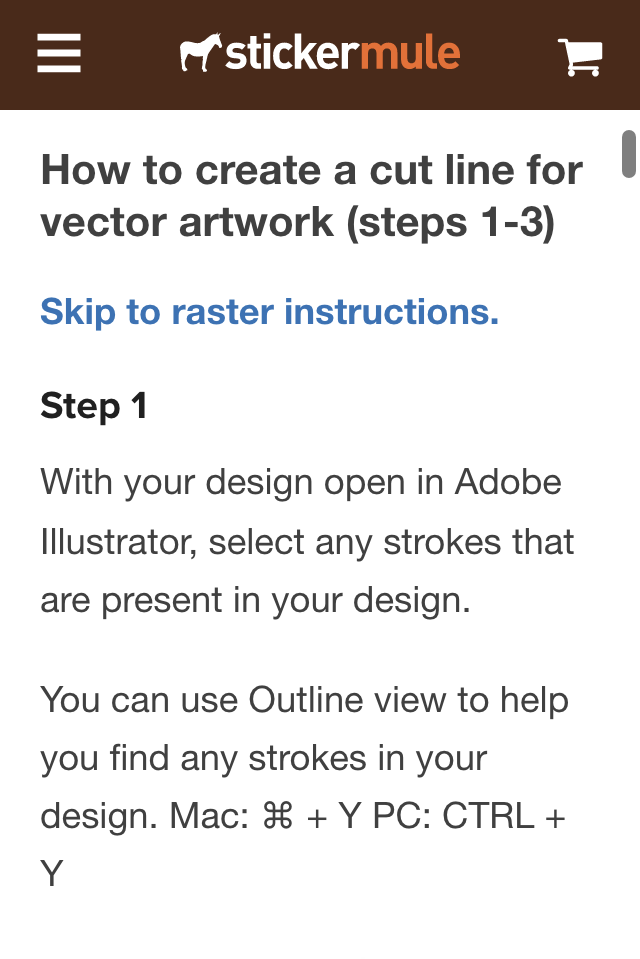 stickermule
How to create a cut line for
vector artwork (steps 1-3)
Skip to raster instructions.
Step 1
With your design open in Adobe
Illustrator, select any strokes that
are present in your design.
You can use Outline view to help
you find any strokes in your
design. Mac: ⌘ + Y PC: CTRL +
Y